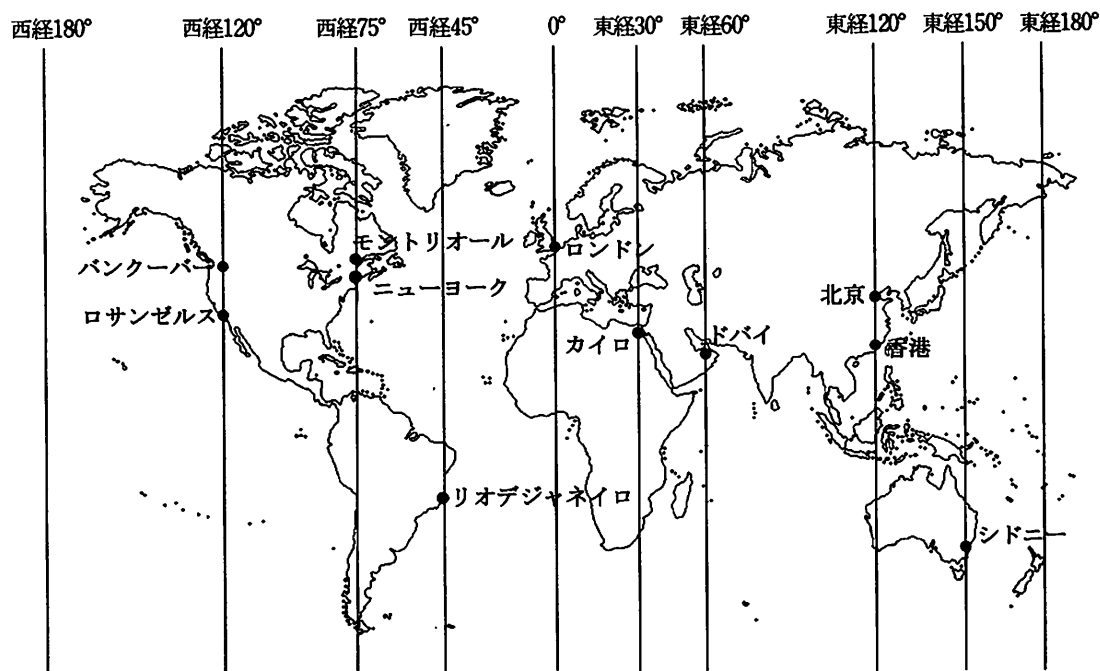 西経180° 西経120° 西経75° 西経45° 0° 東経30° 東経60° 東経120° 東経150° 東経180°
モントリオール
ロンドン
バンクーバー
ニューヨーク
北京
ロサンゼルス
カイロ
ドバイ
香港
リオデジャネイロ
シドニー